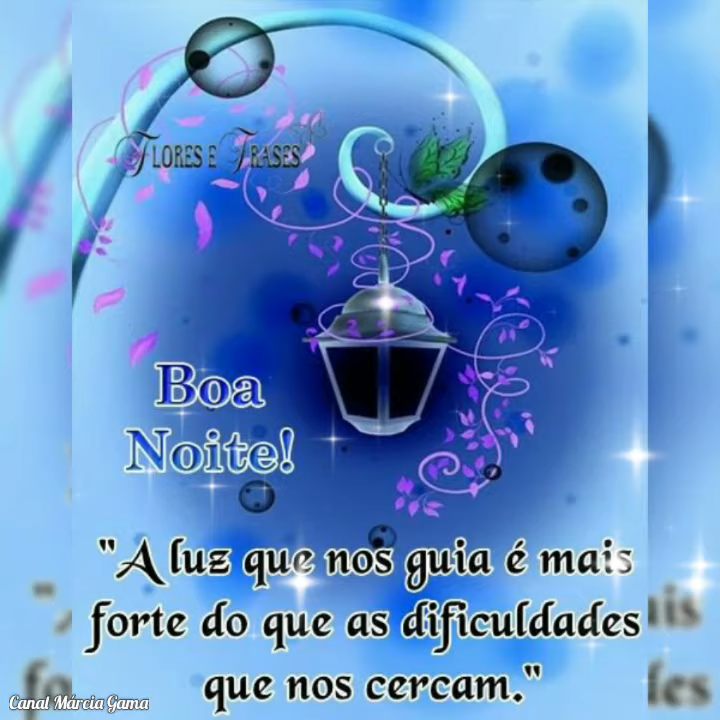 Flores e Frases
Boa
Noite!
"A luz que nos guia é mais
forte do que as dificuldades
que nos cercam."
Canal Márcia Gama